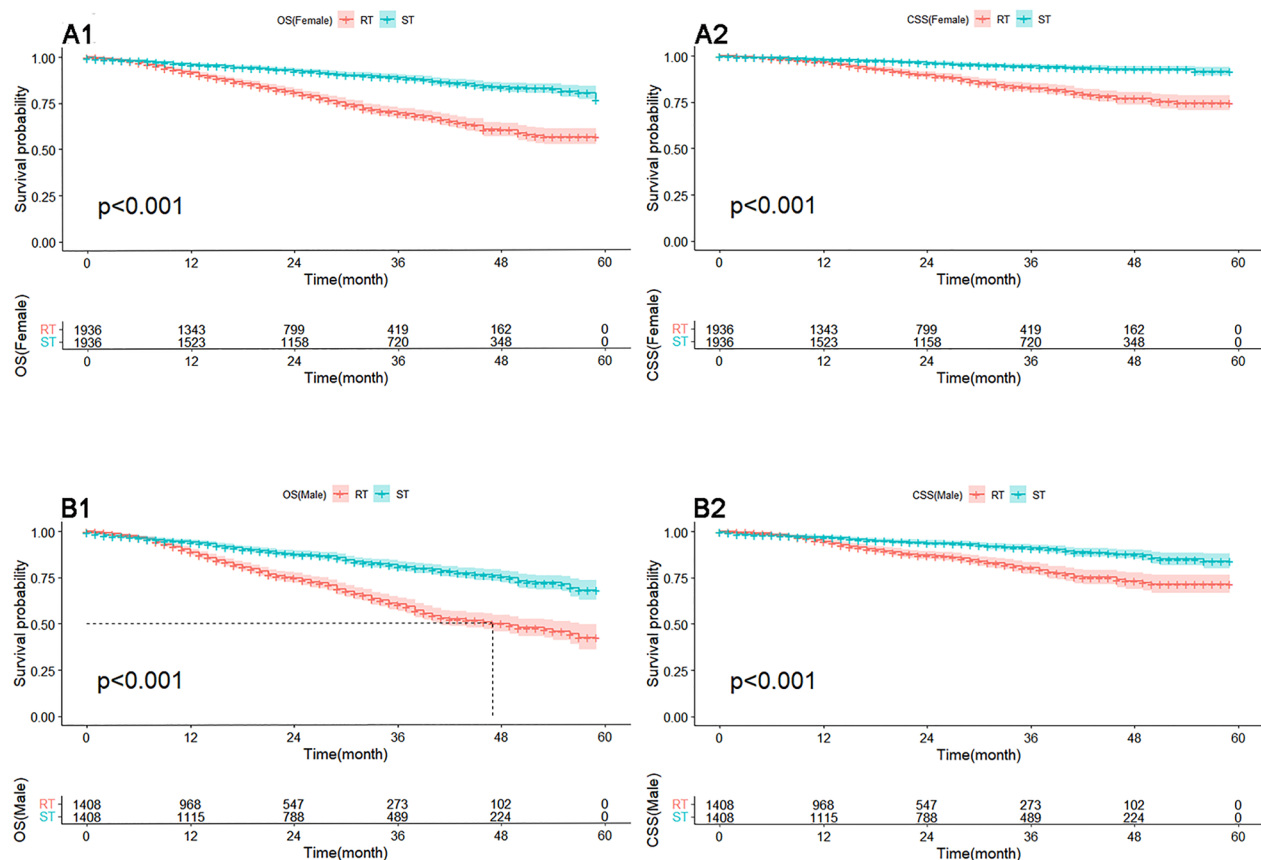 OS(Female) RT ST
A1
Survival probability
1.00
0.75
0.50
0.25
0.00
p<0.001
0 12 24 36 48 60
Time(month)
OS(Female)
RT 1936 1343 799 419 162 0
ST 1936 1523 1158 720 348 0
0 12 24 36 48 60
Time(month)
CSS(Female) RT ST
A2
Survival probability
1.00
0.75
0.50
0.25
0.00
p<0.001
0 12 24 36 48 60
Time(month)
CSS(Female)
RT 1936 1343 799 419 162 0
ST 1936 1523 1158 720 348 0
0 12 24 36 48 60
Time(month)
OS(Male) RT ST
B1
Survival probability
1.00
0.75
0.50
0.25
0.00
p<0.001
0 12 24 36 48 60
Time(month)
OS(Male)
RT 1408 968 547 273 102 0
ST 1408 1115 788 489 224 0
0 12 24 36 48 60
Time(month)
CSS(Male) RT ST
B2
Survival probability
1.00
0.75
0.50
0.25
0.00
p<0.001
0 12 24 36 48 60
Time(month)
CSS(Male)
RT 1408 968 547 273 102 0
ST 1408 1115 788 489 224 0
0 12 24 36 48 60
Time(month)